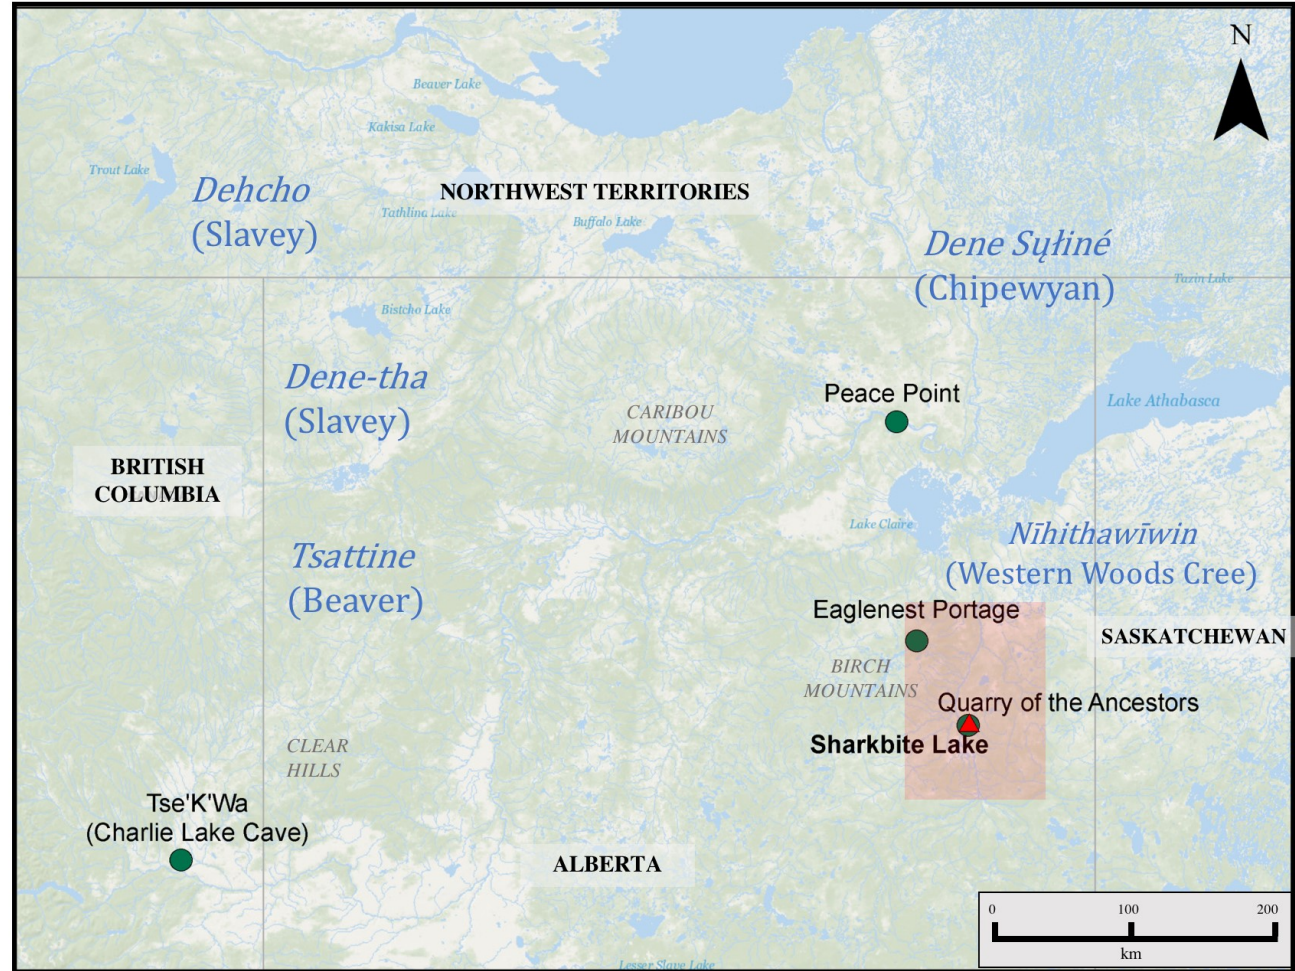 N
Beaver Lake
Kakisa Lake
Trout Lake
Dehcho
(Slavey)
NORTHWEST TERRITORIES
Tathlina Lake
Buffalo Lake
Dene Sųłiné
(Chipewyan)
Tazin Lake
Bistcho Lake
Dene-tha
(Slavey)
Peace Point
CARIBOU
MOUNTAINS
Lake Athabasca
BRITISH
COLUMBIA
Lake Claire
Nīhithawīwin
(Western Woods Cree)
Tsattine
(Beaver)
Eaglenest Portage
SASKATCHEWAN
BIRCH
MOUNTAINS
Quarry of the Ancestors
Sharkbite Lake
CLEAR
HILLS
Tse'K'Wa
(Charlie Lake Cave)
ALBERTA
0 100 200
km
Lesser Slave Lake